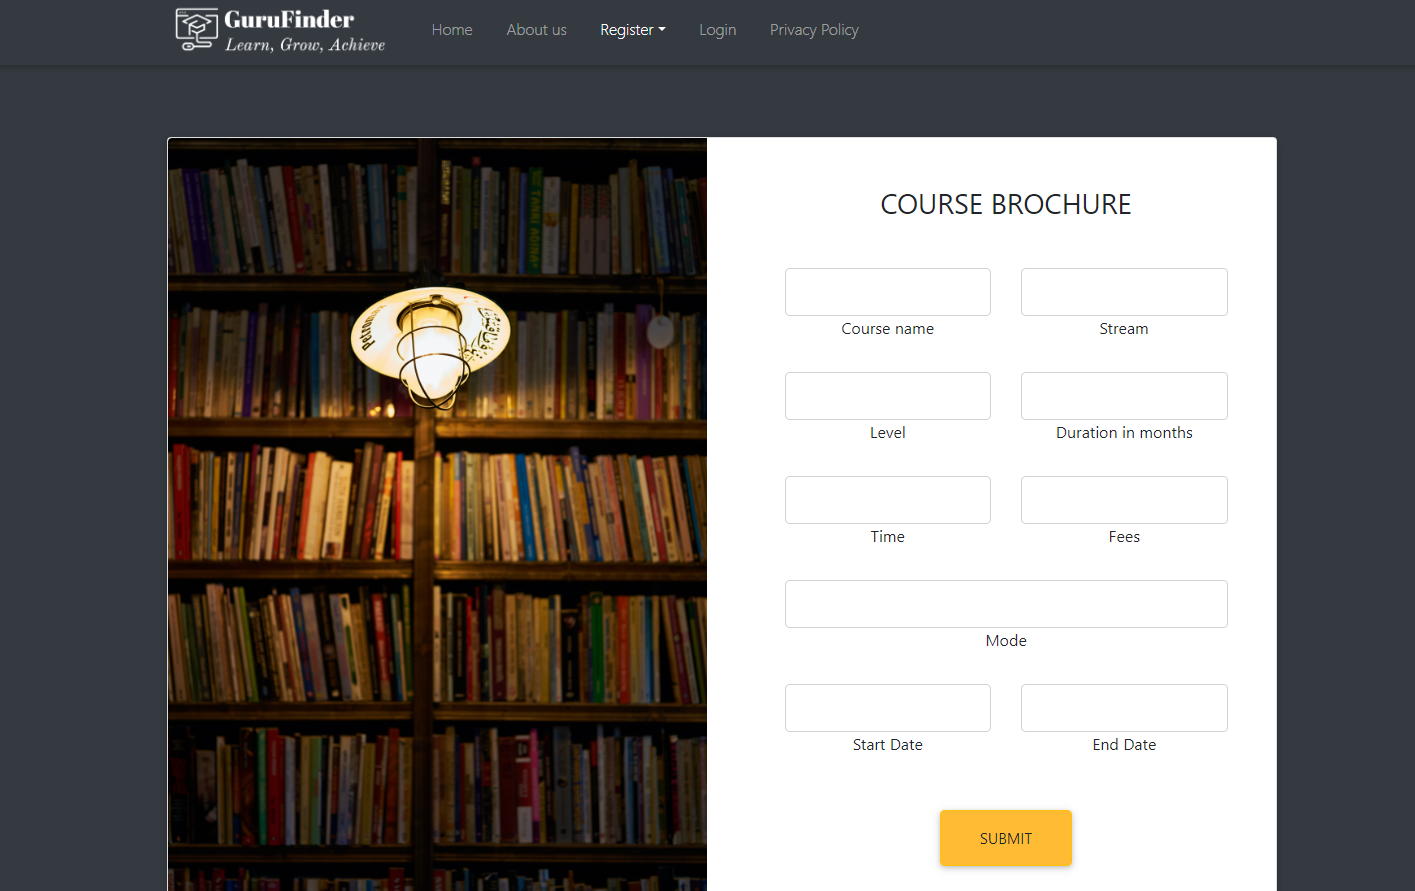 GuruFinder
Learn, Grow, Achieve
Home
About us
Register
Login
Privacy Policy
Petromax
COURSE BROCHURE
Course name
Stream
Level
Duration in months
Time
Fees
Mode
Start Date
End Date
SUBMIT